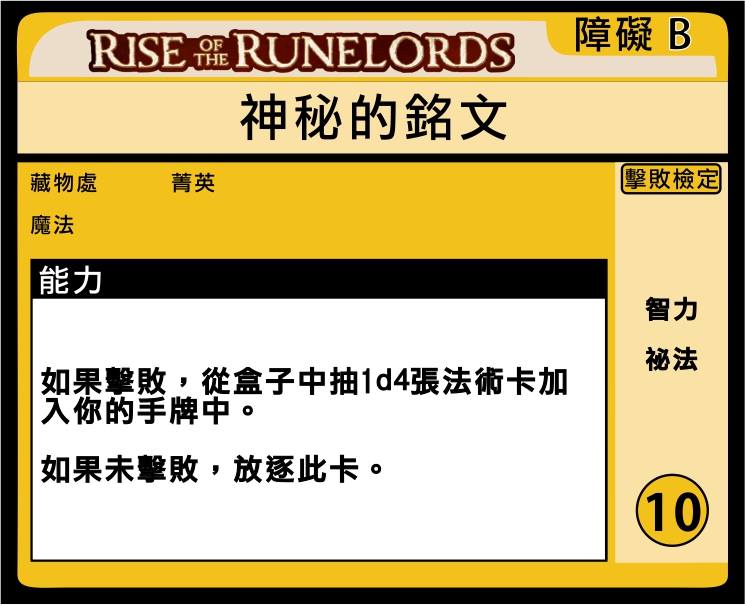 RISE OF THE RUNELORDS
障礙 B
神秘的銘文
藏物處 菁英
擊敗檢定
魔法
能力
智力
祕法
如果擊敗，從盒子中抽1d4張法術卡加
入你的手牌中。
如果未擊敗，放逐此卡。
10